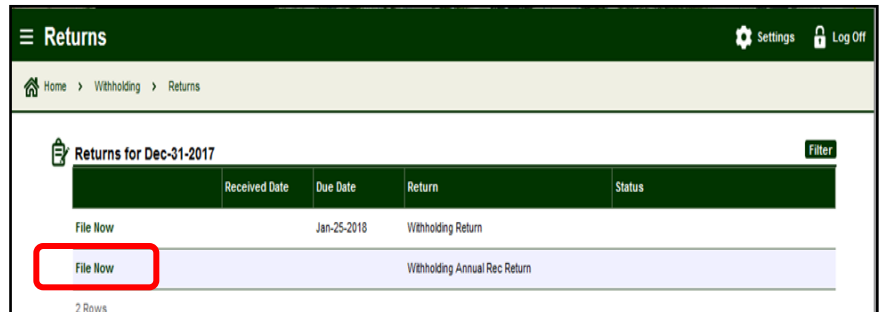 Returns Settings Log Off
Home > Withholding > Returns
Returns for Dec-31-2017 Filter
Received Date Due Date Return Status
File Now Jan-25-2018 Withholding Return
File Now Withholding Annual Rec Return
2 Rows